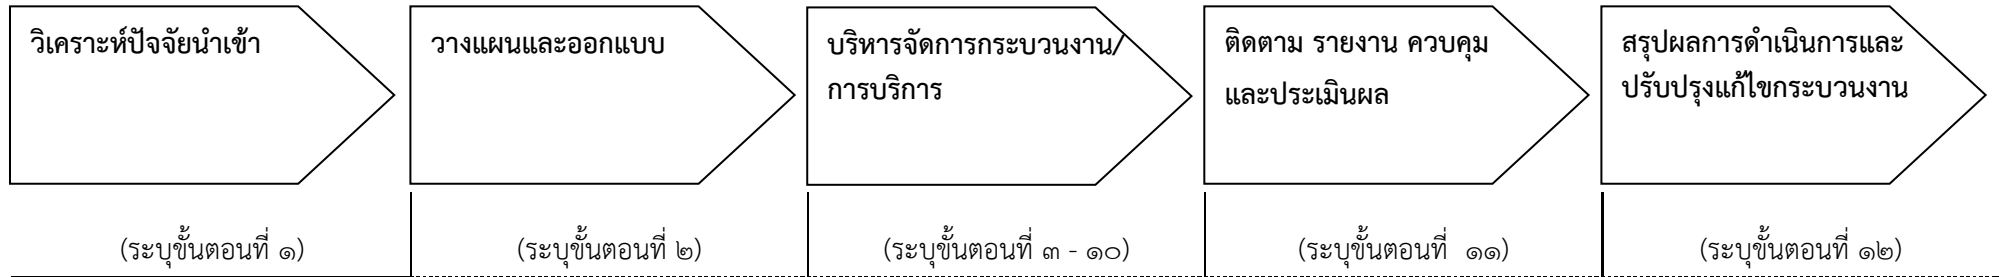 วิเคราะห์ปัจจัยนำเข้า
วางแผนและออกแบบ
บริหารจัดการกระบวนงาน/
การบริการ
ติดตาม รายงาน ควบคุม
และประเมินผล
สรุปผลการดำเนินการและ
ปรับปรุงแก้ไขกระบวนงาน
(ระบุขั้นตอนที่ ๑)
(ระบุขั้นตอนที่ ๒)
(ระบุขั้นตอนที่ ๓ - ๑๐)
(ระบุขั้นตอนที่ ๑๑)
(ระบุขั้นตอนที่ ๑๒)